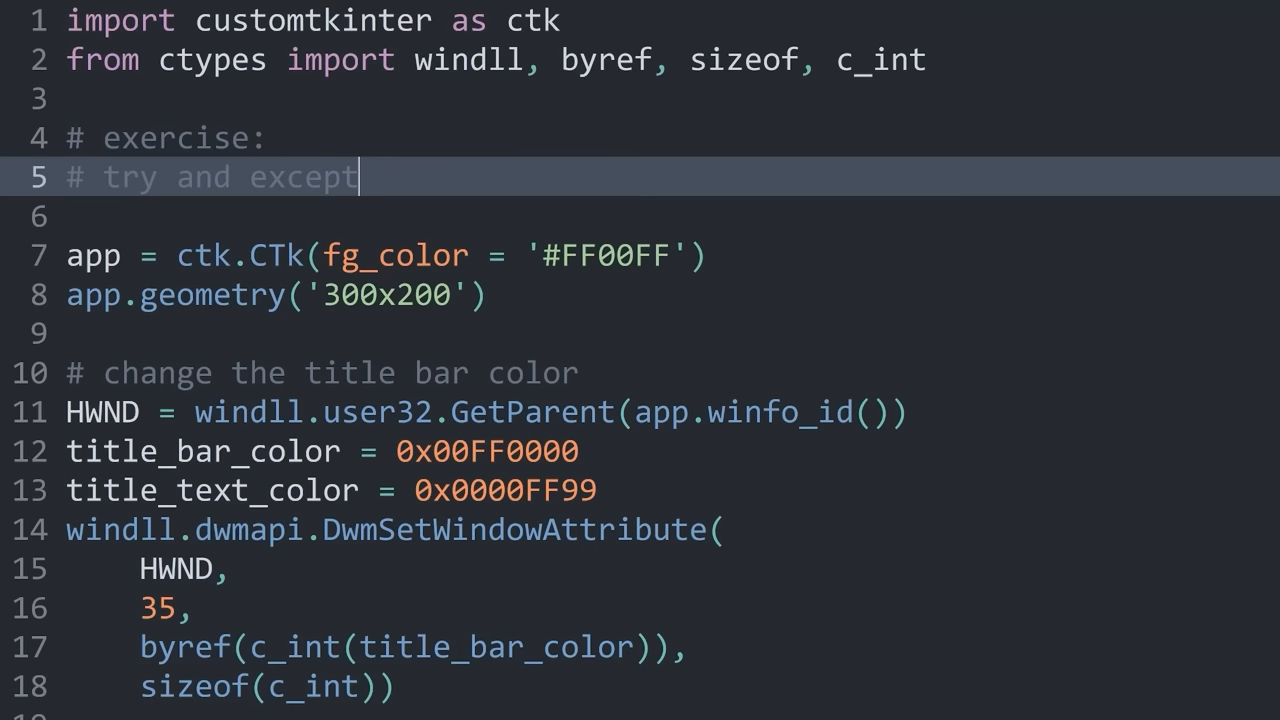 1 import customtkinter as ctk
2 from ctypes import windll, byref, sizeof, c_int
3
4 # exercise:
5 # try and except
6
7 app = ctk.CTk(fg_color = '#FF00FF')
8 app.geometry('300x200')
9
10 # change the title bar color
11 HWND = windll.user32.GetParent(app.winfo_id())
12 title_bar_color = 0x00FF0000
13 title_text_color = 0x0000FF99
14 windll.dwmapi.DwmSetWindowAttribute(
15     HWND,
16     35,
17     byref(c_int(title_bar_color)),
18     sizeof(c_int))